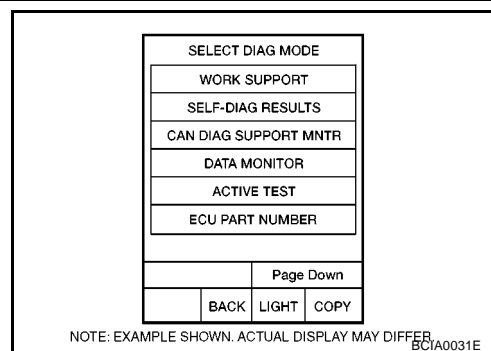 SELECT DIAG MODE
WORK SUPPORT
SELF-DIAG RESULTS
CAN DIAG SUPPORT MNTR
DATA MONITOR
ACTIVE TEST
ECU PART NUMBER
Page Down
BACK LIGHT COPY
NOTE: EXAMPLE SHOWN. ACTUAL DISPLAY MAY DIFFER.
BCIA0031E